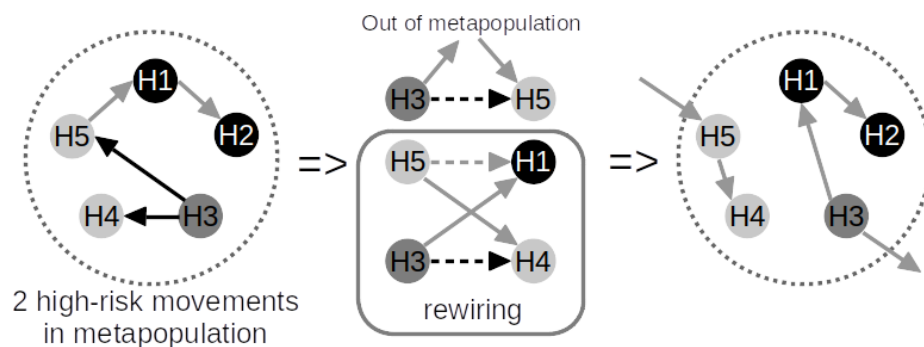 Out of metapopulation
H1
H2
H5
H4
H3
=>
H3
H5
H5
H1
H3
H4
rewiring
=>
H1
H2
H5
H4
H3
2 high-risk movements
in metapopulation